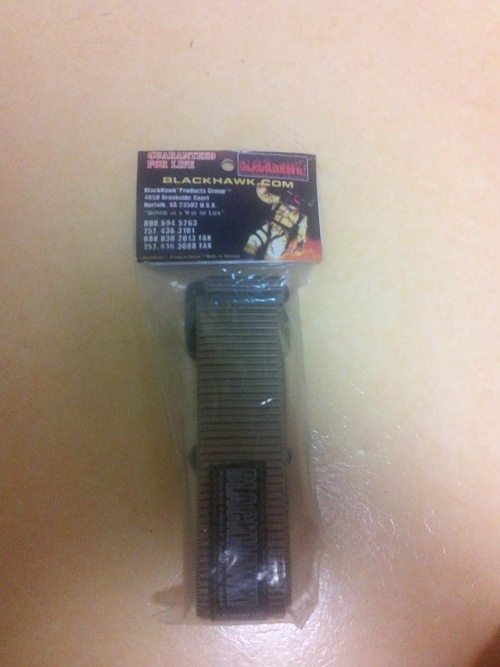 GUARANTEED
FOR LIFE
BLACKHAWK!
BLACKHAWK.COM
BlackHawk Products Group™
4850 Brookside Court
Norfolk, VA 23502 U.S.A.
"Honor as a Way of Life"
800.694.5263
757.436.3101
888.830.2013 FAX
757.436.3088 FAX
BLACKHAWK